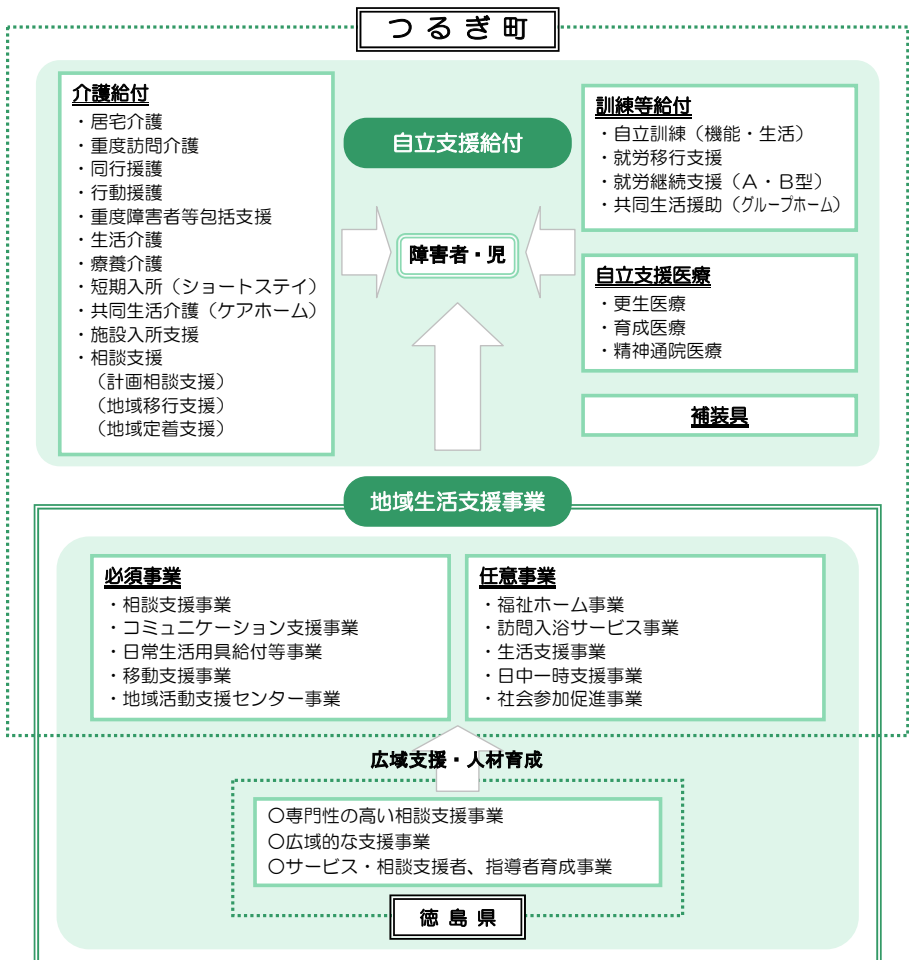 つるぎ町
介護給付
・居宅介護
・重度訪問介護
・同行援護
・行動援護
・重度障害者等包括支援
・生活介護
・療養介護
・短期入所（ショートステイ）
・共同生活介護（ケアホーム）
・施設入所支援
・相談支援
（計画相談支援）
（地域移行支援）
（地域定着支援）
自立支援給付
障害者・児
訓練等給付
・自立訓練（機能・生活）
・就労移行支援
・就労継続支援（Ａ・Ｂ型）
・共同生活援助（グループホーム）
自立支援医療
・更生医療
・育成医療
・精神通院医療
補装具
地域生活支援事業
必須事業
・相談支援事業
・コミュニケーション支援事業
・日常生活用具給付等事業
・移動支援事業
・地域活動支援センター事業
任意事業
・福祉ホーム事業
・訪問入浴サービス事業
・生活支援事業
・日中一時支援事業
・社会参加促進事業
広域支援・人材育成
○専門性の高い相談支援事業
○広域的な支援事業
○サービス・相談支援者、指導者育成事業
徳島県